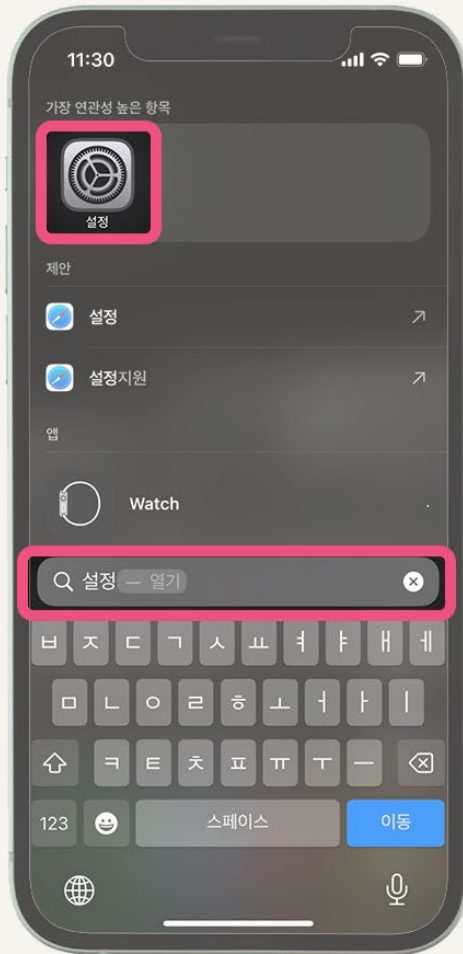 11:30
가장 연관성 높은 항목
설정
제안
설정
설정지원
앱
Watch
설정 — 열기
ㅂ ㅈ ㄷ ㄱ ㅅ ㅛ ㅕ ㅑ ㅐ ㅔ
ㅁ ㄴ ㅇ ㄹ ㅎ ㅗ ㅓ ㅏ ㅣ
ㅋ ㅌ ㅊ ㅍ ㅠ ㅜ ㅡ
123 스페이스 이동